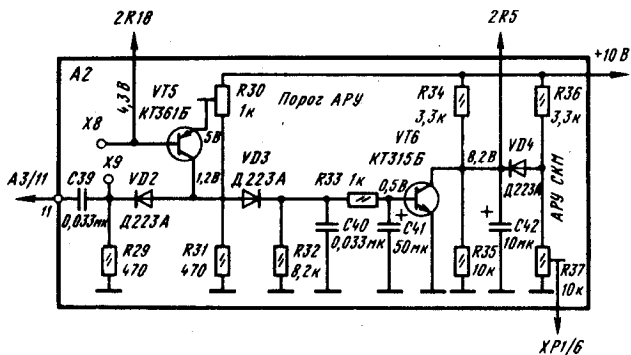 2R18
2R5
+10 В
A2
4,3 В
VT5
КТ361Б
R30
1к
Порог АРУ
R34
3,3к
R36
3,3к
X8
5В
VT6
КТ315Б
X9
VD3
Д223А
8,2В
VD4
Д223А
АРУ СКМ
A3/11
11
C39
0,033мк
VD2
Д223А
1,2В
R33 1к
0,5В
R29
470
R31
470
R32
8,2к
C40
0,033мк
+
C41
50мк
R35
10к
+
C42
10мк
R37
10к
XP1/6